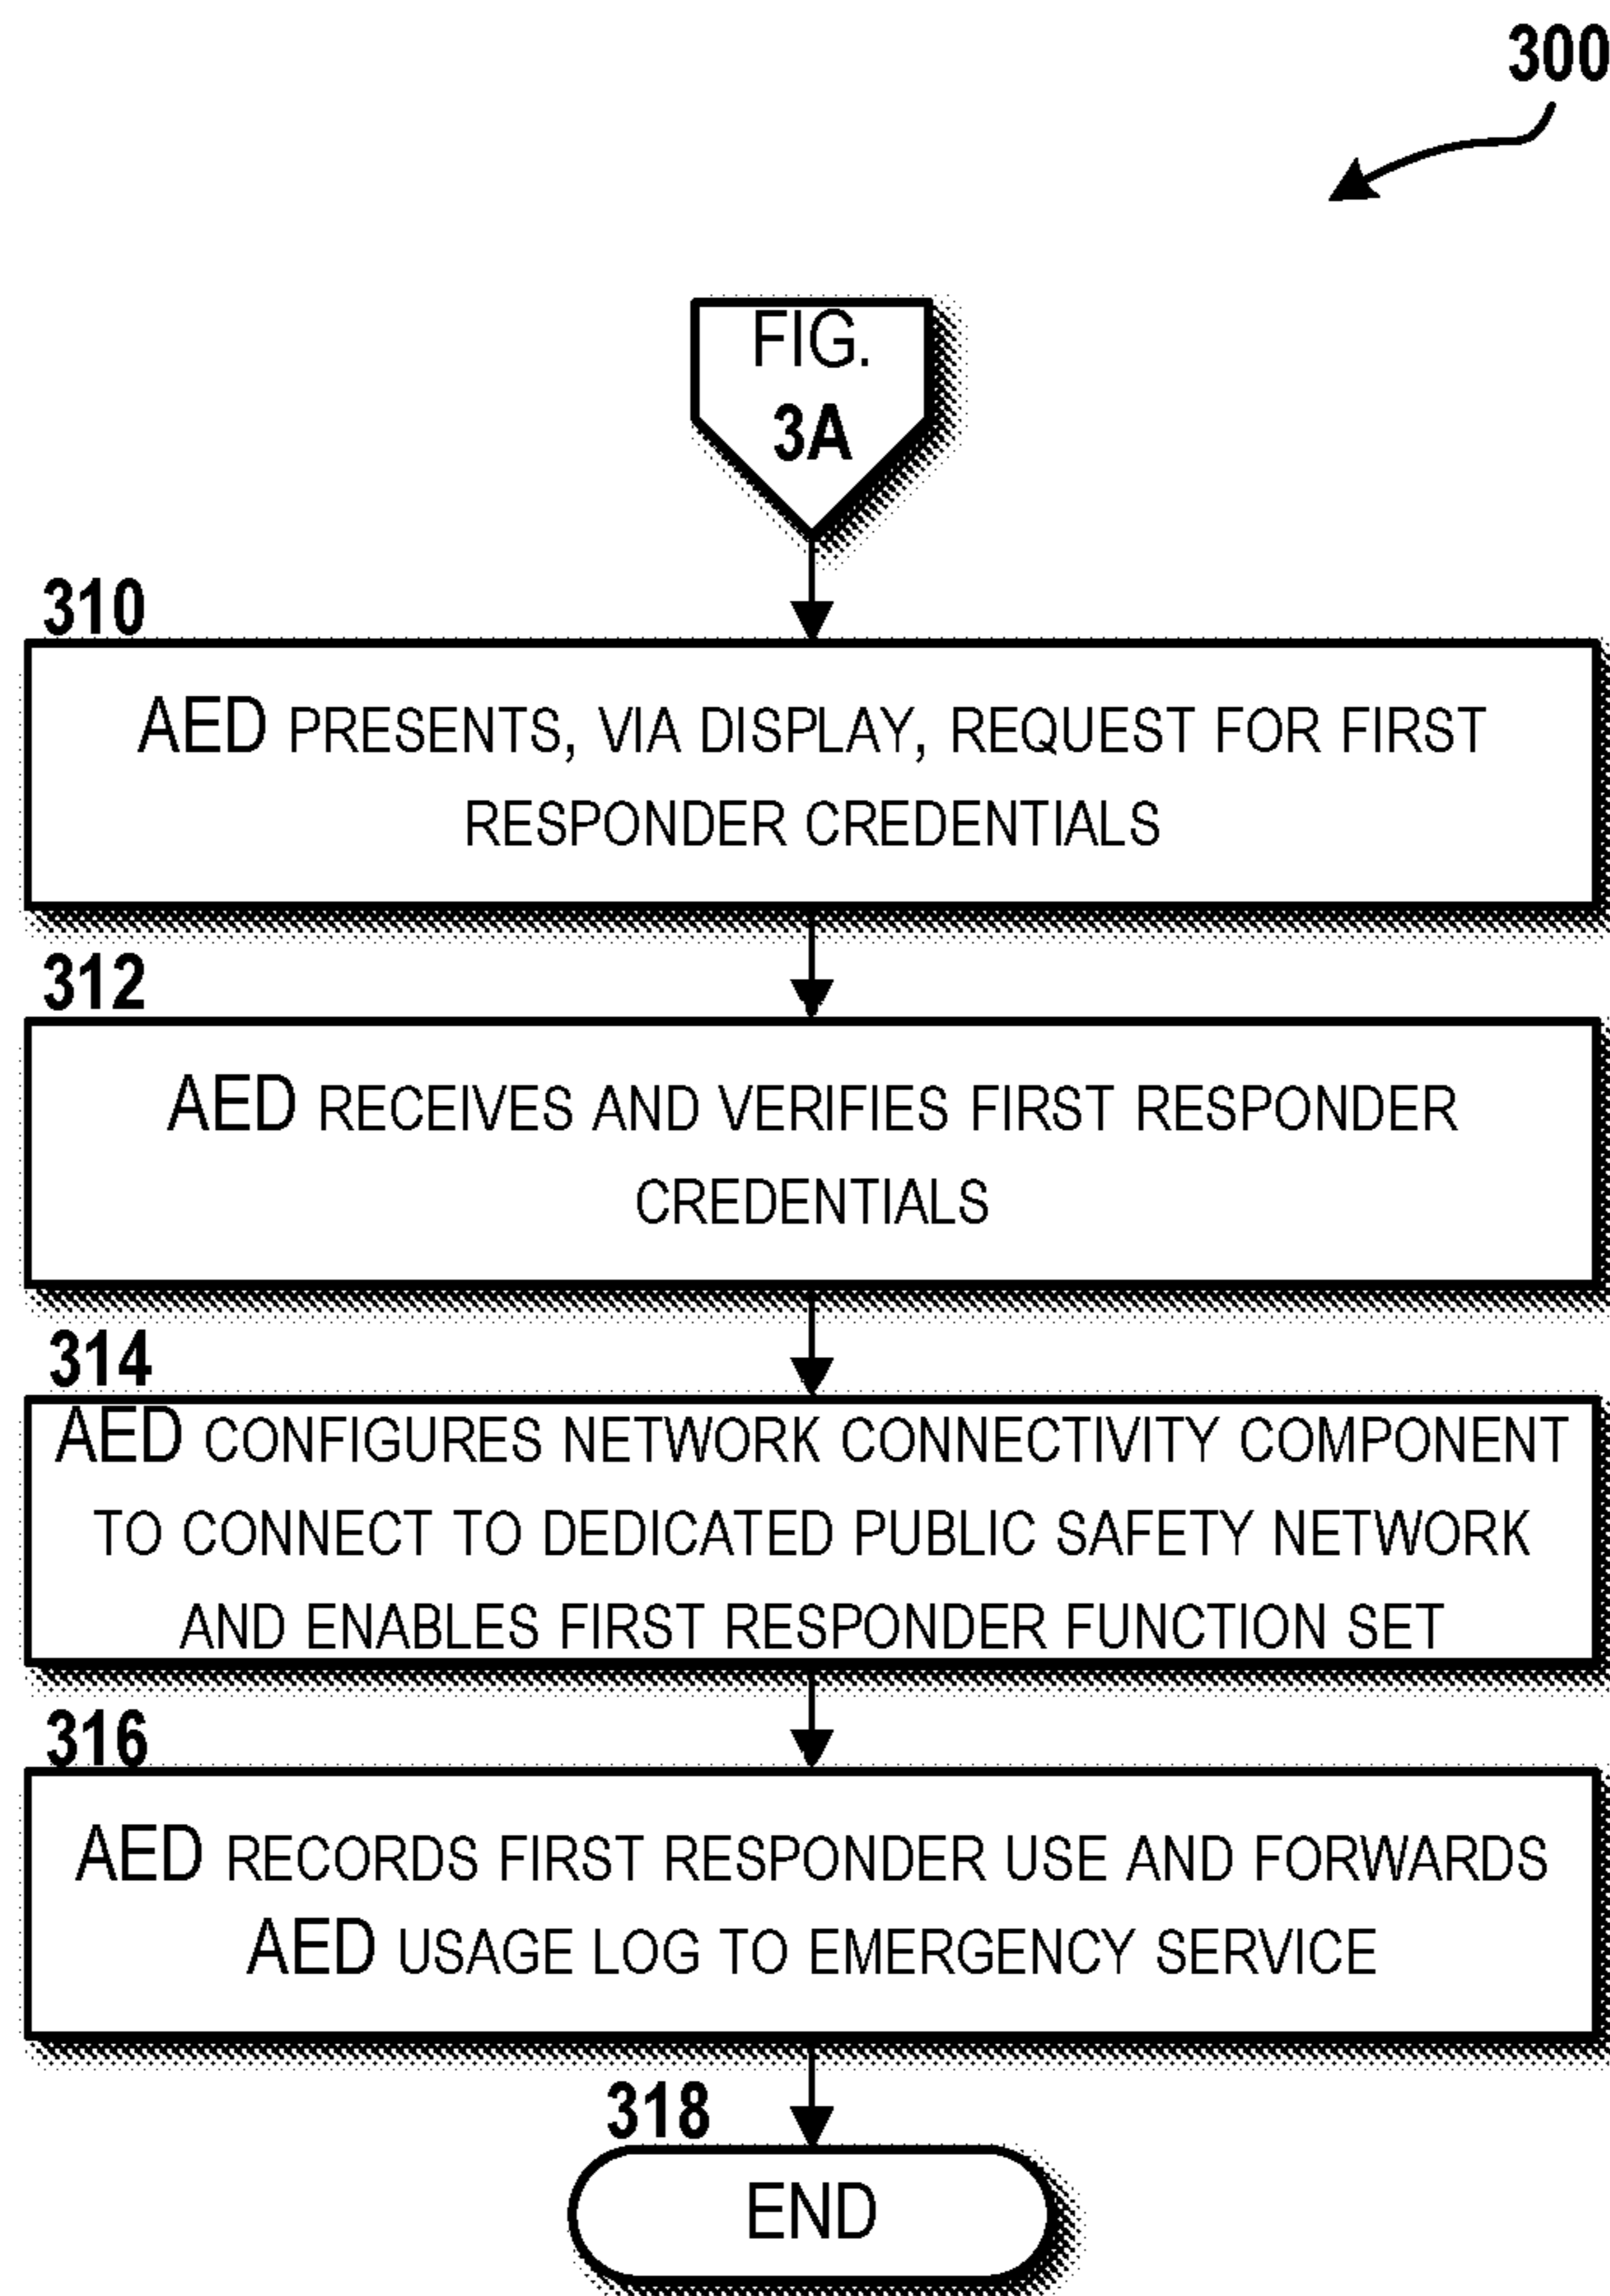 300
FIG.
3A
310
AED PRESENTS, VIA DISPLAY, REQUEST FOR FIRST
RESPONDER CREDENTIALS
312
AED RECEIVES AND VERIFIES FIRST RESPONDER
CREDENTIALS
314
AED CONFIGURES NETWORK CONNECTIVITY COMPONENT
TO CONNECT TO DEDICATED PUBLIC SAFETY NETWORK
AND ENABLES FIRST RESPONDER FUNCTION SET
316
AED RECORDS FIRST RESPONDER USE AND FORWARDS
AED USAGE LOG TO EMERGENCY SERVICE
318
END